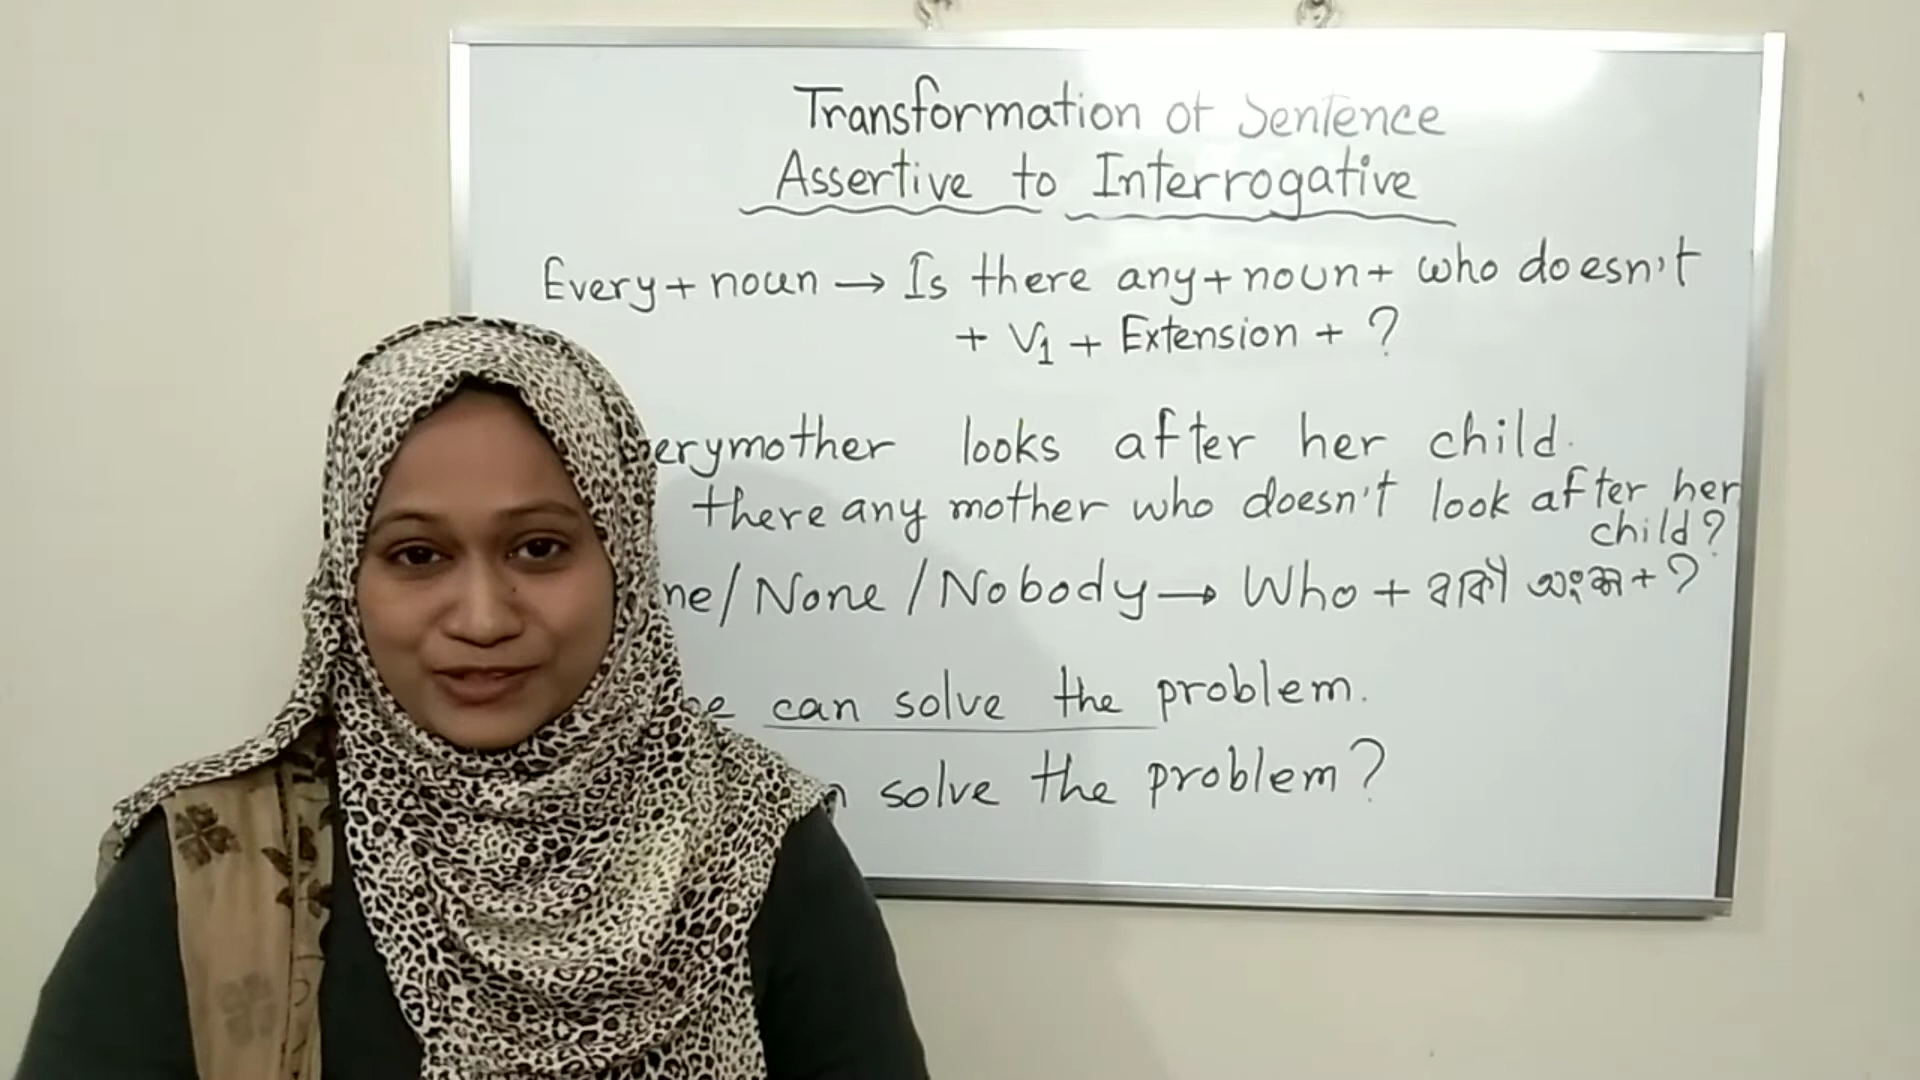 Transformation of Sentence
Assertive to Interrogative
Every + noun → Is there any + noun + who doesn't
+ V1 + Extension + ?
erymother looks after her child.
there any mother who doesn't look after her
child?
ne / None / Nobody → Who + বাকী অংশ + ?
can solve the problem.
solve the problem?